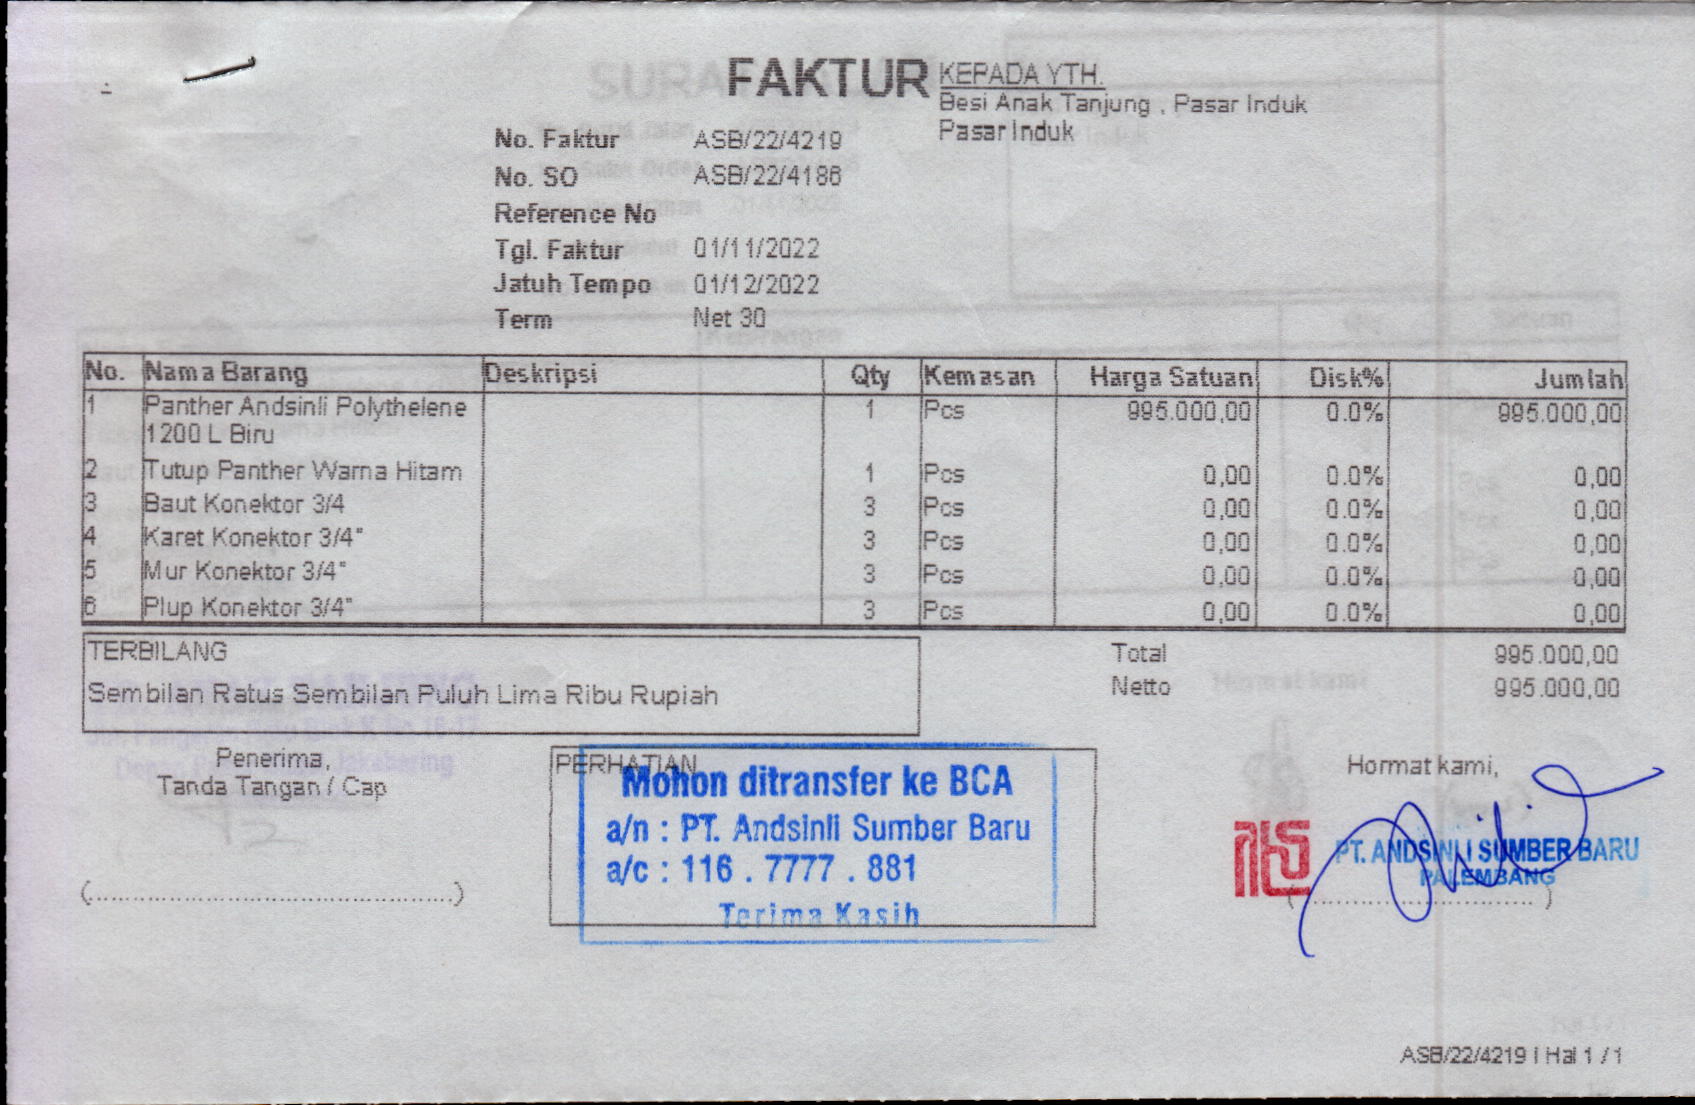 FAKTUR
KEPADA YTH.
Besi Anak Tanjung , Pasar Induk
Pasar Induk
No. Faktur ASB/22/4219
No. SO ASB/22/4186
Reference No
Tgl. Faktur 01/11/2022
Jatuh Tempo 01/12/2022
Term Net 30
No. Nama Barang Deskripsi Qty Kemasan Harga Satuan Disk% Jumlah
1 Panther Andsinli Polythelene 1 Pcs 995.000,00 0.0% 995.000,00
1200 L Biru
2 Tutup Panther Warna Hitam 1 Pcs 0,00 0.0% 0,00
3 Baut Konektor 3/4 3 Pcs 0,00 0.0% 0,00
4 Karet Konektor 3/4" 3 Pcs 0,00 0.0% 0,00
5 Mur Konektor 3/4" 3 Pcs 0,00 0.0% 0,00
6 Plup Konektor 3/4" 3 Pcs 0,00 0.0% 0,00
TERBILANG
Sembilan Ratus Sembilan Puluh Lima Ribu Rupiah
Total 995.000,00
Netto 995.000,00
Penerima,
Tanda Tangan / Cap
(..............................................)
PERHATIAN
Mohon ditransfer ke BCA
a/n : PT. Andsinli Sumber Baru
a/c : 116 . 7777 . 881
Terima Kasih
Hormat kami,
PT. ANDSINLI SUMBER BARU
PALEMBANG
(..............................)
ASB/22/4219 | Hal 1 / 1